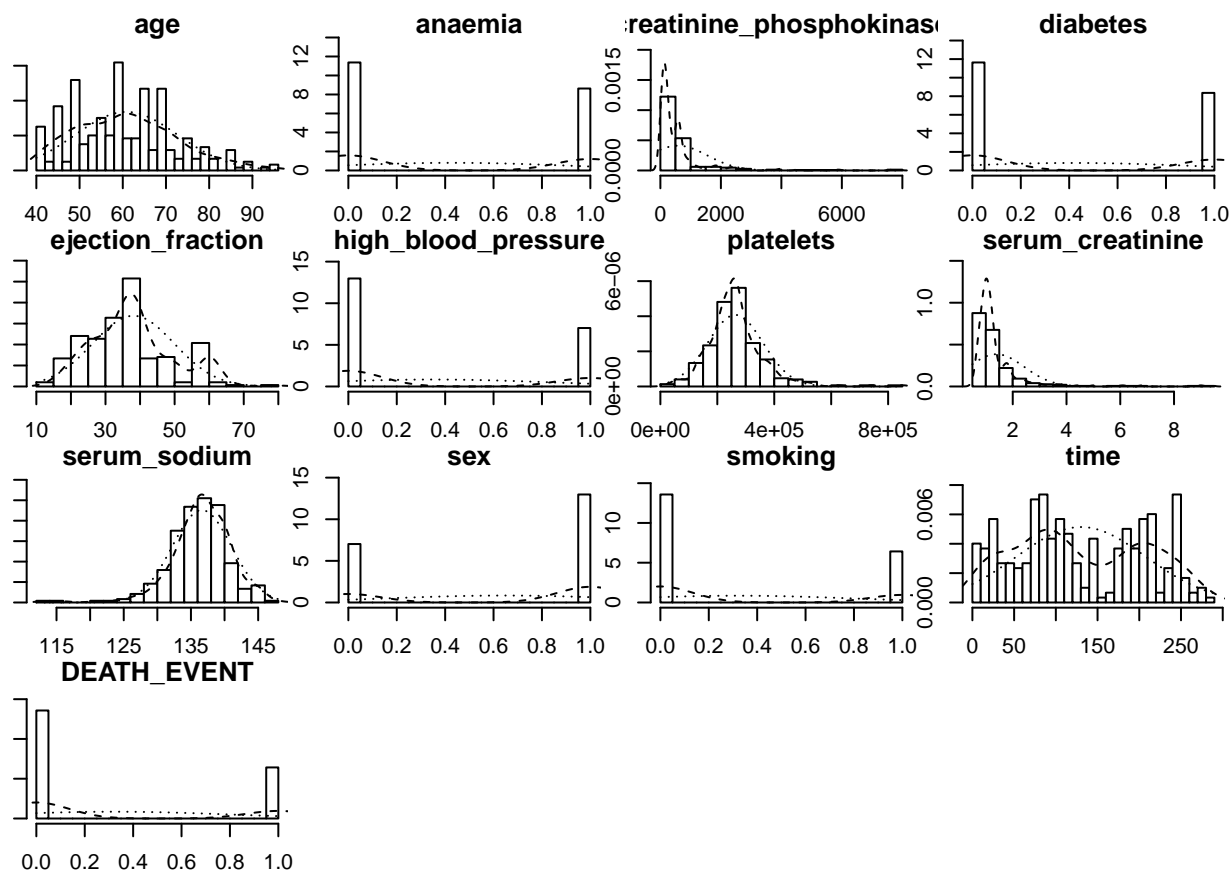 age
anaemia
creatinine_phosphokinase
diabetes
40 50 60 70 80 90
0 4 8 12
0.0 0.2 0.4 0.6 0.8 1.0
0.0000 0.0015
0 2000 6000
0 4 8 12
0.0 0.2 0.4 0.6 0.8 1.0
ejection_fraction
high_blood_pressure
platelets
serum_creatinine
10 30 50 70
0 5 10 15
0.0 0.2 0.4 0.6 0.8 1.0
0e+00 6e-06
0e+00 4e+05 8e+05
0.0 1.0
2 4 6 8
serum_sodium
sex
smoking
time
115 125 135 145
0 5 10 15
0.0 0.2 0.4 0.6 0.8 1.0
0 5 10
0.0 0.2 0.4 0.6 0.8 1.0
0.000 0.006
0 50 150 250
DEATH_EVENT
0.0 0.2 0.4 0.6 0.8 1.0